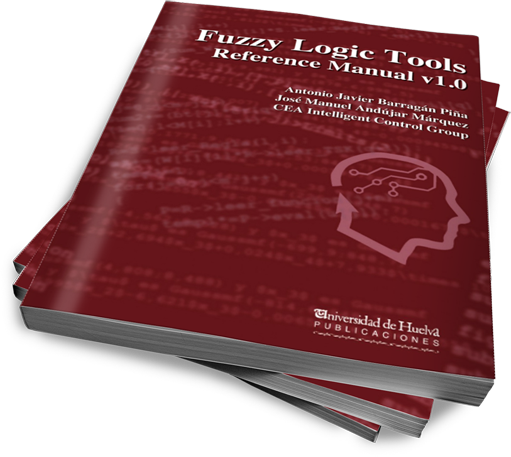 Fuzzy Logic Tools
Reference Manual v1.0
Antonio Javier Barragán Piña
José Manuel Andújar Márquez
CEA Intelligent Control Group
Universidad de Huelva
PUBLICACIONES